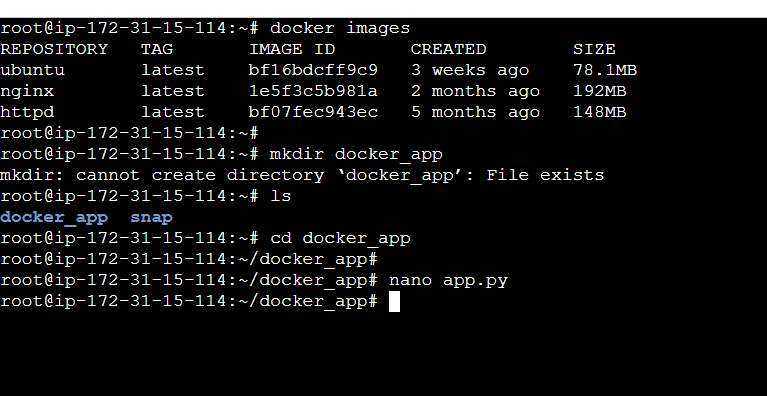 root@ip-172-31-15-114:~# docker images
REPOSITORY   TAG       IMAGE ID       CREATED        SIZE
ubuntu       latest    bf16bdcff9c9   3 weeks ago    78.1MB
nginx        latest    1e5f3c5b981a   2 months ago   192MB
httpd        latest    bf07fec943ec   5 months ago   148MB
root@ip-172-31-15-114:~#
root@ip-172-31-15-114:~# mkdir docker_app
mkdir: cannot create directory ‘docker_app’: File exists
root@ip-172-31-15-114:~# ls
docker_app  snap
root@ip-172-31-15-114:~# cd docker_app
root@ip-172-31-15-114:~/docker_app#
root@ip-172-31-15-114:~/docker_app# nano app.py
root@ip-172-31-15-114:~/docker_app#